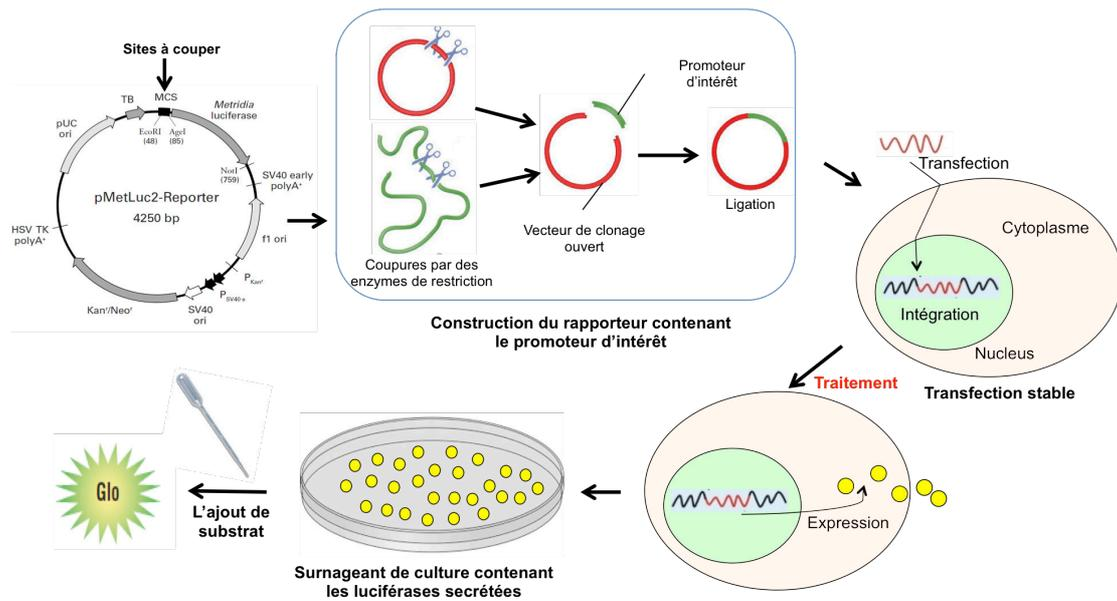 Sites à couper
TB
MCS
Metridia
luciferase
pUC
ori
EcoRI
(48)
AgeI
(85)
NotI
(759)
SV40 early
polyA+
pMetLuc2-Reporter
4250 bp
HSV TK
polyA+
f1 ori
PKanr
PSV40 e
SV40
ori
Kanr/Neor
Coupures par des
enzymes de restriction
Promoteur
d'intérêt
Vecteur de clonage
ouvert
Ligation
Construction du rapporteur contenant
le promoteur d'intérêt
Transfection
Cytoplasme
Intégration
Nucleus
Transfection stable
Traitement
Expression
Surnageant de culture contenant
les luciférases secrétées
L'ajout de
substrat
Glo